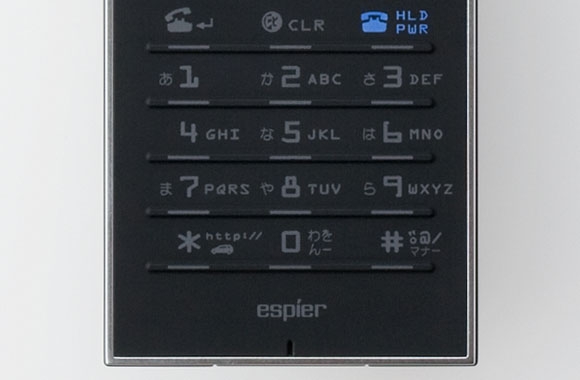 CLR HLD
PWR
あ 1 か 2 ABC さ 3 DEF
4 GHI な 5 JKL は 6 MNO
ま 7 PQRS や 8 TUV ら 9 WXYZ
* http:// 0 わを
んー # @/
マナー
espier